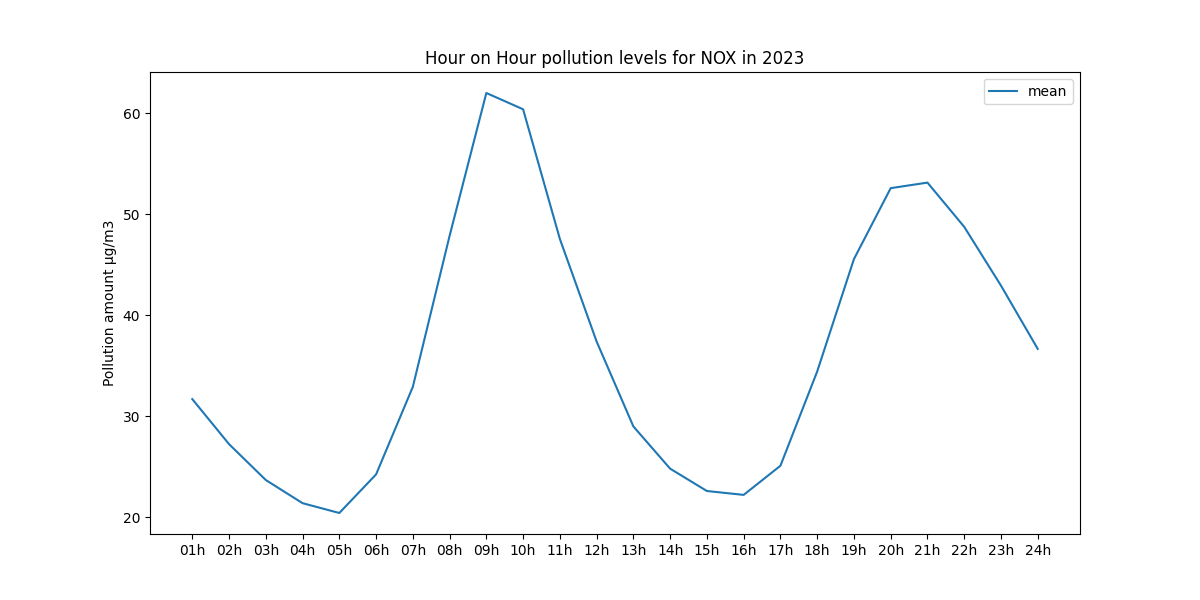 Hour on Hour pollution levels for NOX in 2023
mean
Pollution amount µg/m3
60
50
40
30
20
01h 02h 03h 04h 05h 06h 07h 08h 09h 10h 11h 12h 13h 14h 15h 16h 17h 18h 19h 20h 21h 22h 23h 24h